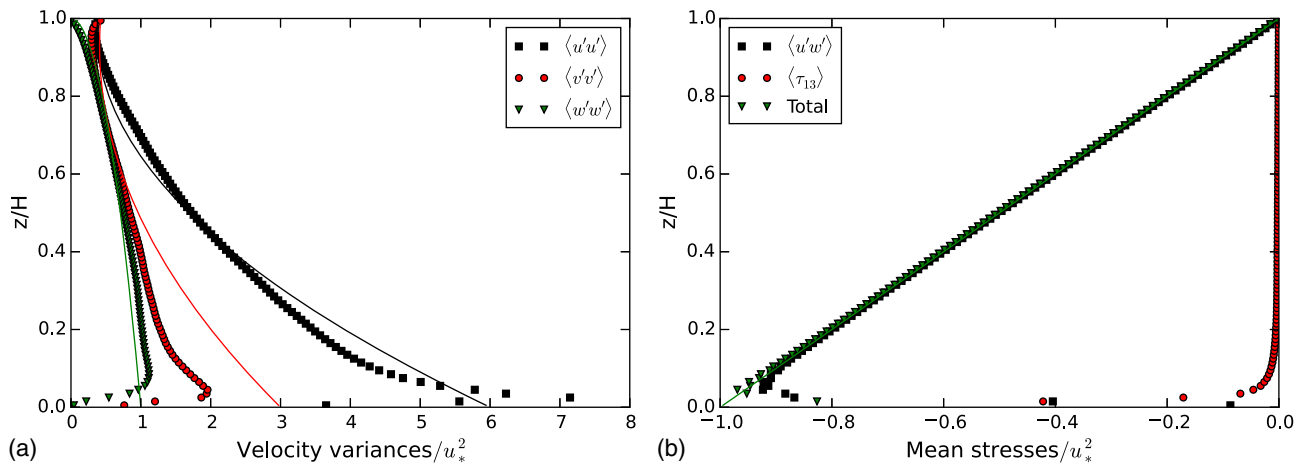 1.0
0.8
0.6
0.4
0.2
0.0
z/H
0 1 2 3 4 5 6 7 8
Velocity variances/u_*^2
⟨u′u′⟩
⟨v′v′⟩
⟨w′w′⟩
(a)
1.0
0.8
0.6
0.4
0.2
0.0
z/H
−1.0 −0.8 −0.6 −0.4 −0.2 0.0
Mean stresses/u_*^2
⟨u′w′⟩
⟨τ₁₃⟩
Total
(b)